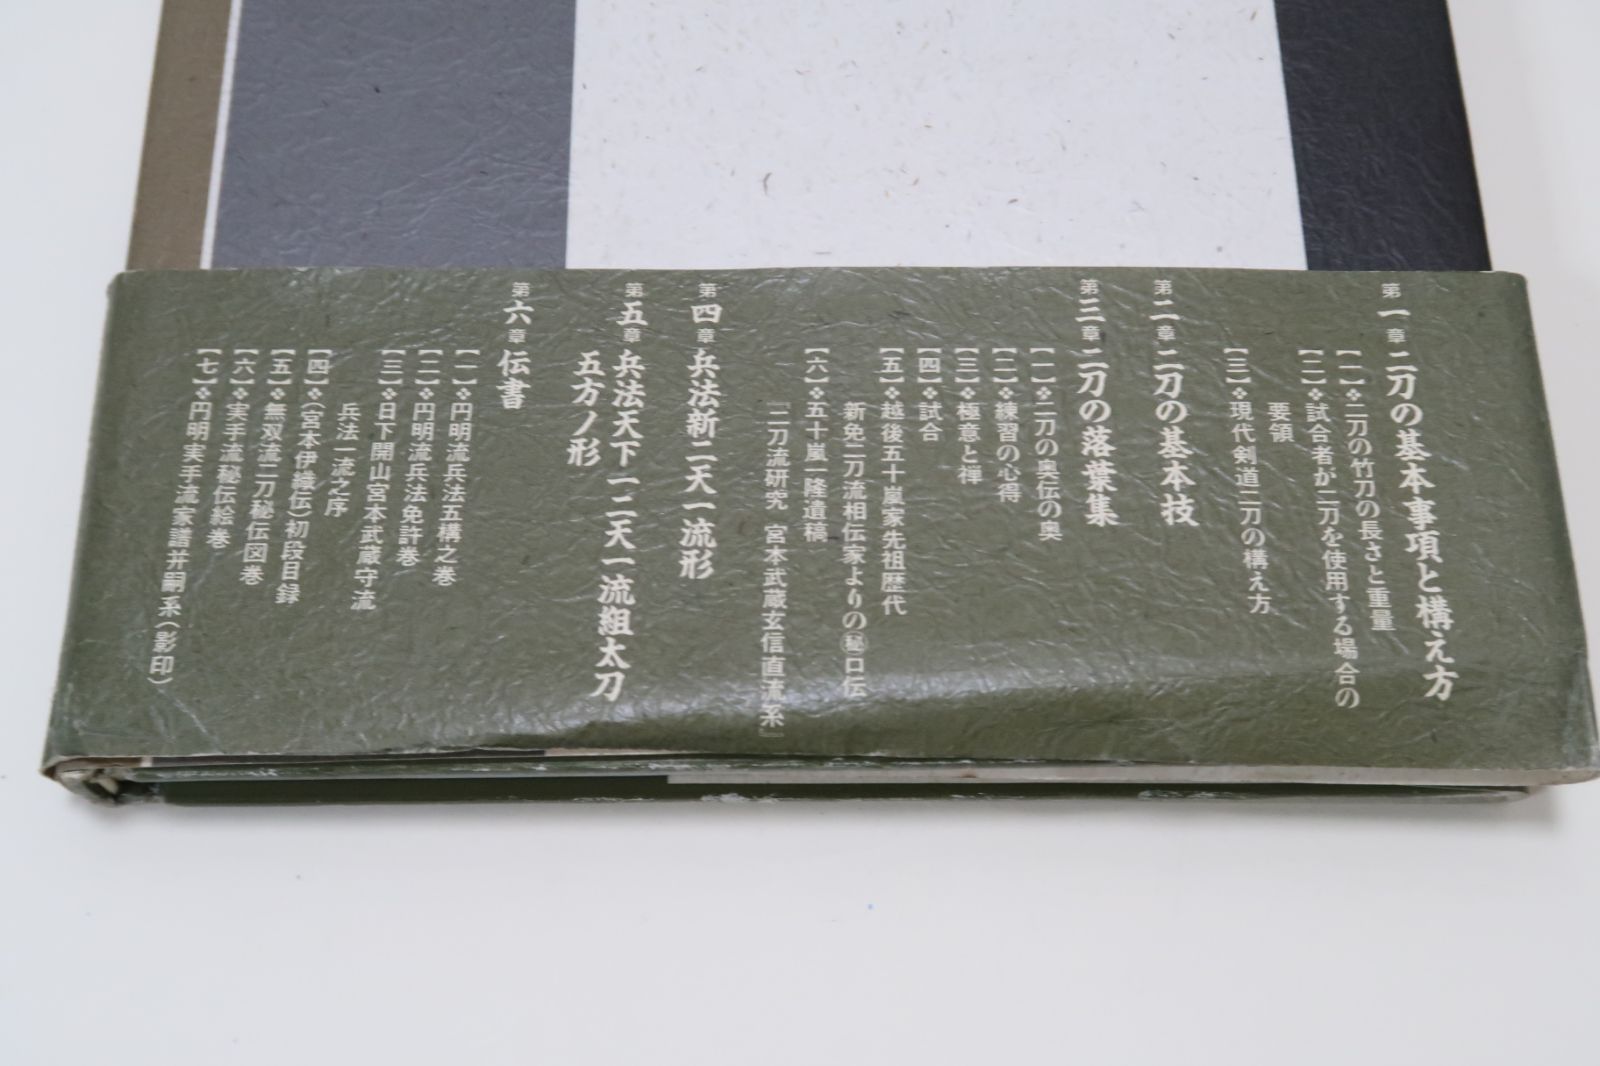 第一章 二刀の基本事項と構え方
【一】❖二刀の竹刀の長さと重量
【二】❖試合者が二刀を使用する場合の
要領
【三】❖現代剣道二刀の構え方
第二章 二刀の基本技
第三章 二刀の落葉集
【一】❖二刀の奥伝の奥
【二】❖練習の心得
【三】❖極意と禅
【四】❖試合
【五】❖越後五十嵐家先祖歴代
新免二刀流相伝家よりの㊙口伝
【六】❖五十嵐一隆遺稿
『二刀流研究 宮本武蔵玄信直流系』
第四章 兵法新二天一流形
第五章 兵法天下一二天一流組太刀
五方ノ形
第六章 伝書
【一】❖円明流兵法五構之巻
【二】❖円明流兵法免許巻
【三】❖日下開山宮本武蔵守流
兵法一流之序
【四】❖(宮本伊織伝)初段目録
【五】❖無双流二刀秘伝図巻
【六】❖実手流秘伝絵巻
【七】❖円明実手流家譜并嗣系(影印)